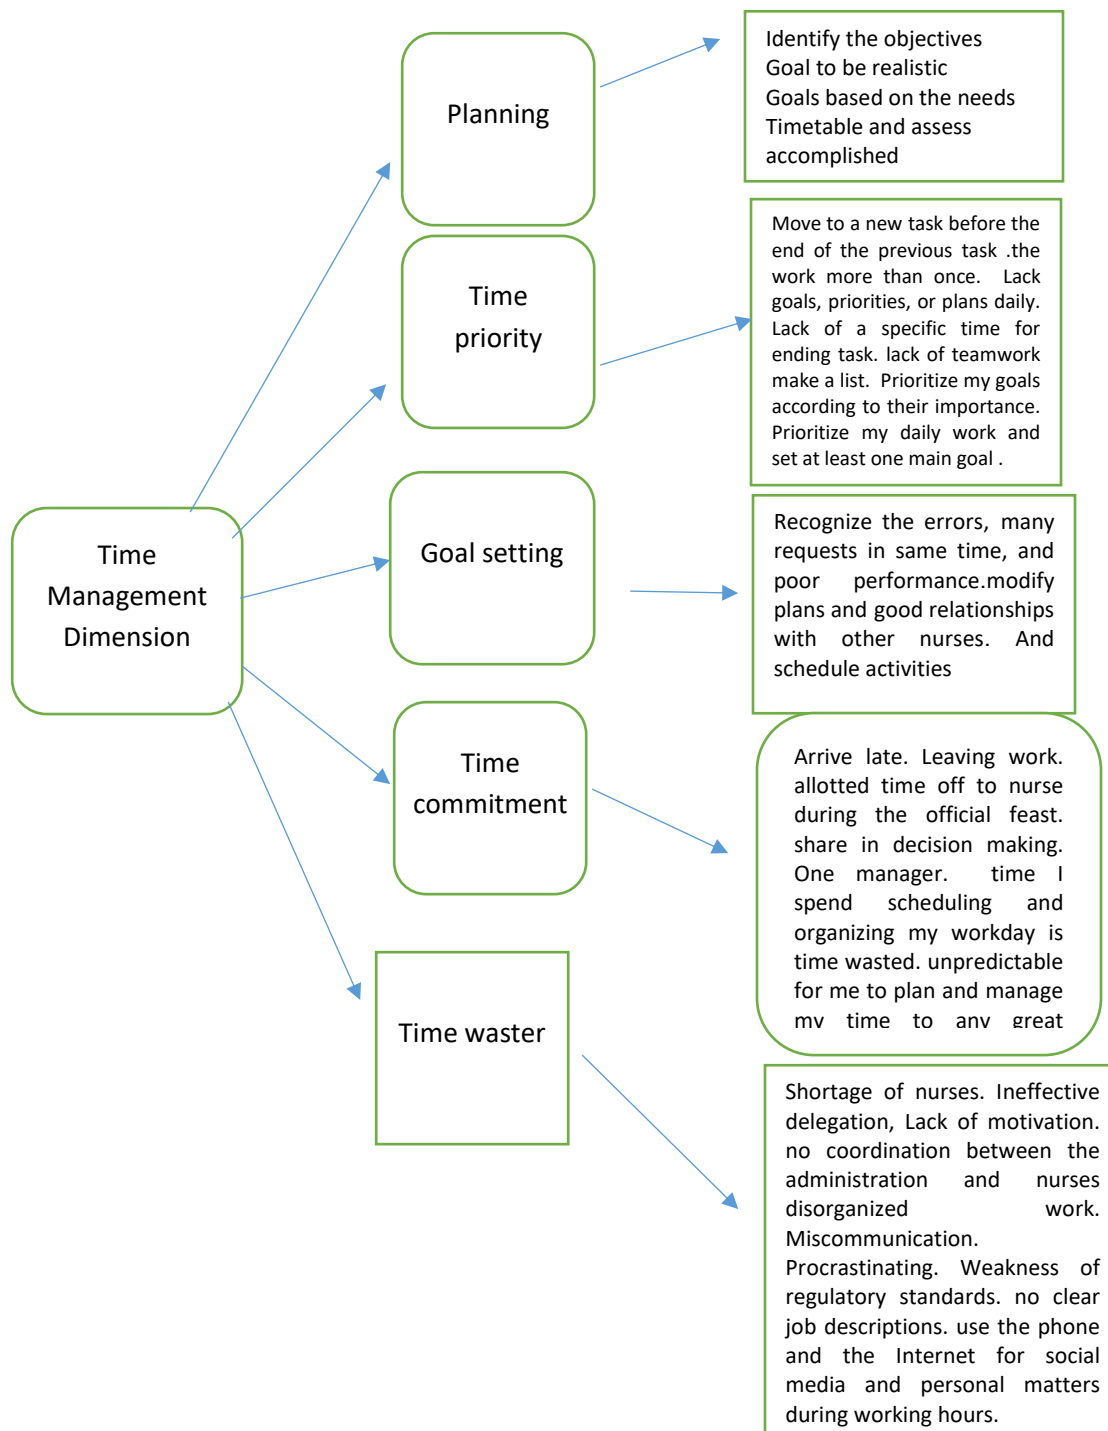 Planning
Identify the objectives
Goal to be realistic
Goals based on the needs
Timetable and assess
accomplished
Time
priority
Move to a new task before the
end of the previous task .the
work more than once. Lack
goals, priorities, or plans daily.
Lack of a specific time for
ending task. lack of teamwork
make a list. Prioritize my goals
according to their importance.
Prioritize my daily work and
set at least one main goal .
Time
Management
Dimension
Goal setting
Recognize the errors, many
requests in same time, and
poor performance.modify
plans and good relationships
with other nurses. And
schedule activities
Time
commitment
Arrive late. Leaving work.
allotted time off to nurse
during the official feast.
share in decision making.
One manager. time I
spend scheduling and
organizing my workday is
time wasted. unpredictable
for me to plan and manage
my time to any great
Time waster
Shortage of nurses. Ineffective
delegation, Lack of motivation.
no coordination between the
administration and nurses
disorganized work.
Miscommunication.
Procrastinating. Weakness of
regulatory standards. no clear
job descriptions. use the phone
and the Internet for social
media and personal matters
during working hours.